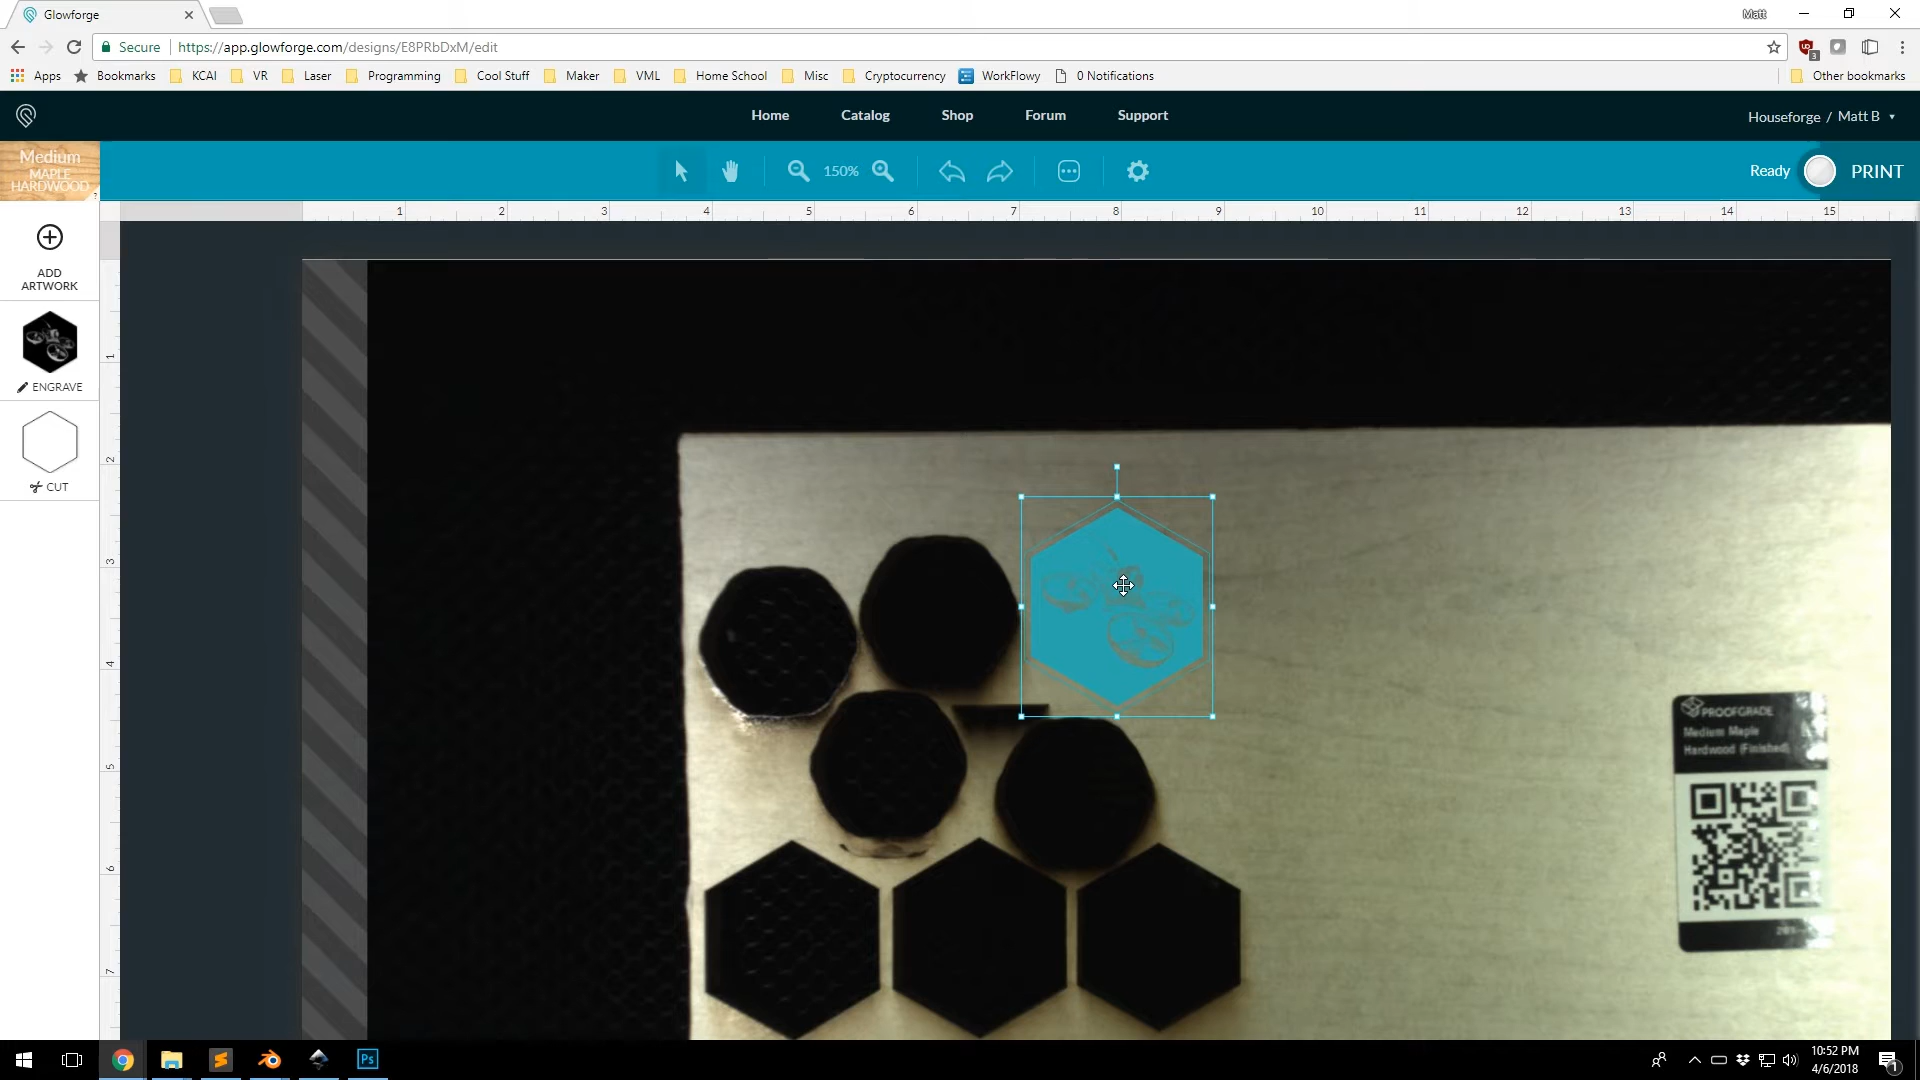 Glowforge
Matt
Secure
https://app.glowforge.com/designs/E8PRbDxM/edit
3
Apps Bookmarks KCAI VR Laser Programming Cool Stuff Maker VML Home School Misc Cryptocurrency WorkFlowy 0 Notifications Other bookmarks
Home Catalog Shop Forum Support
Houseforge / Matt B
Medium
MAPLE
HARDWOOD
?
150%
Ready
PRINT
1 2 3 4 5 6 7 8 9 10 11 12 13 14 15
ADD
ARTWORK
ENGRAVE
CUT
1
2
3
4
5
6
7
PROOFGRADE
Medium Maple
Hardwood (Finished)
Ps
10:52 PM
4/6/2018
1